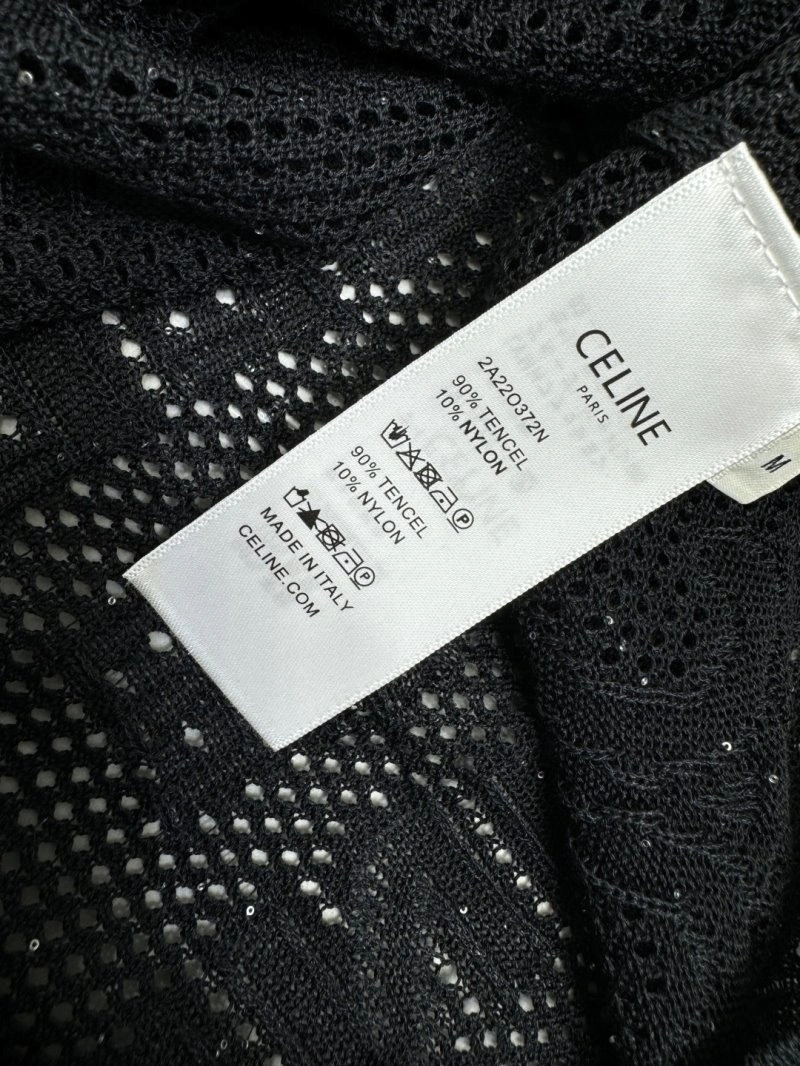 CELINE
PARIS
2A22O372N
90% TENCEL
10% NYLON
P
90% TENCEL
10% NYLON
P
MADE IN ITALY
CELINE.COM
M